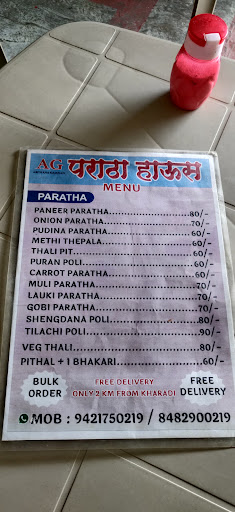 AG पराठा हाऊस
MENU
PARATHA
PANEER PARATHA....................80/-
ONION PARATHA....................70/-
PUDINA PARATHA....................60/-
METHI THEPALA....................60/-
THALI PIT....................60/-
PURAN POLI....................60/-
CARROT PARATHA....................60/-
MULI PARATHA....................70/-
LAUKI PARATHA....................70/-
GOBI PARATHA....................70/-
SHENGDANA POLI....................80/-
TILACHI POLI....................90/-
VEG THALI....................80/-
PITHAL + 1 BHAKARI....................60/-
BULK ORDER
FREE DELIVERY
ONLY 2 KM FROM KHARADI
FREE DELIVERY
MOB : 9421750219 / 8482900219